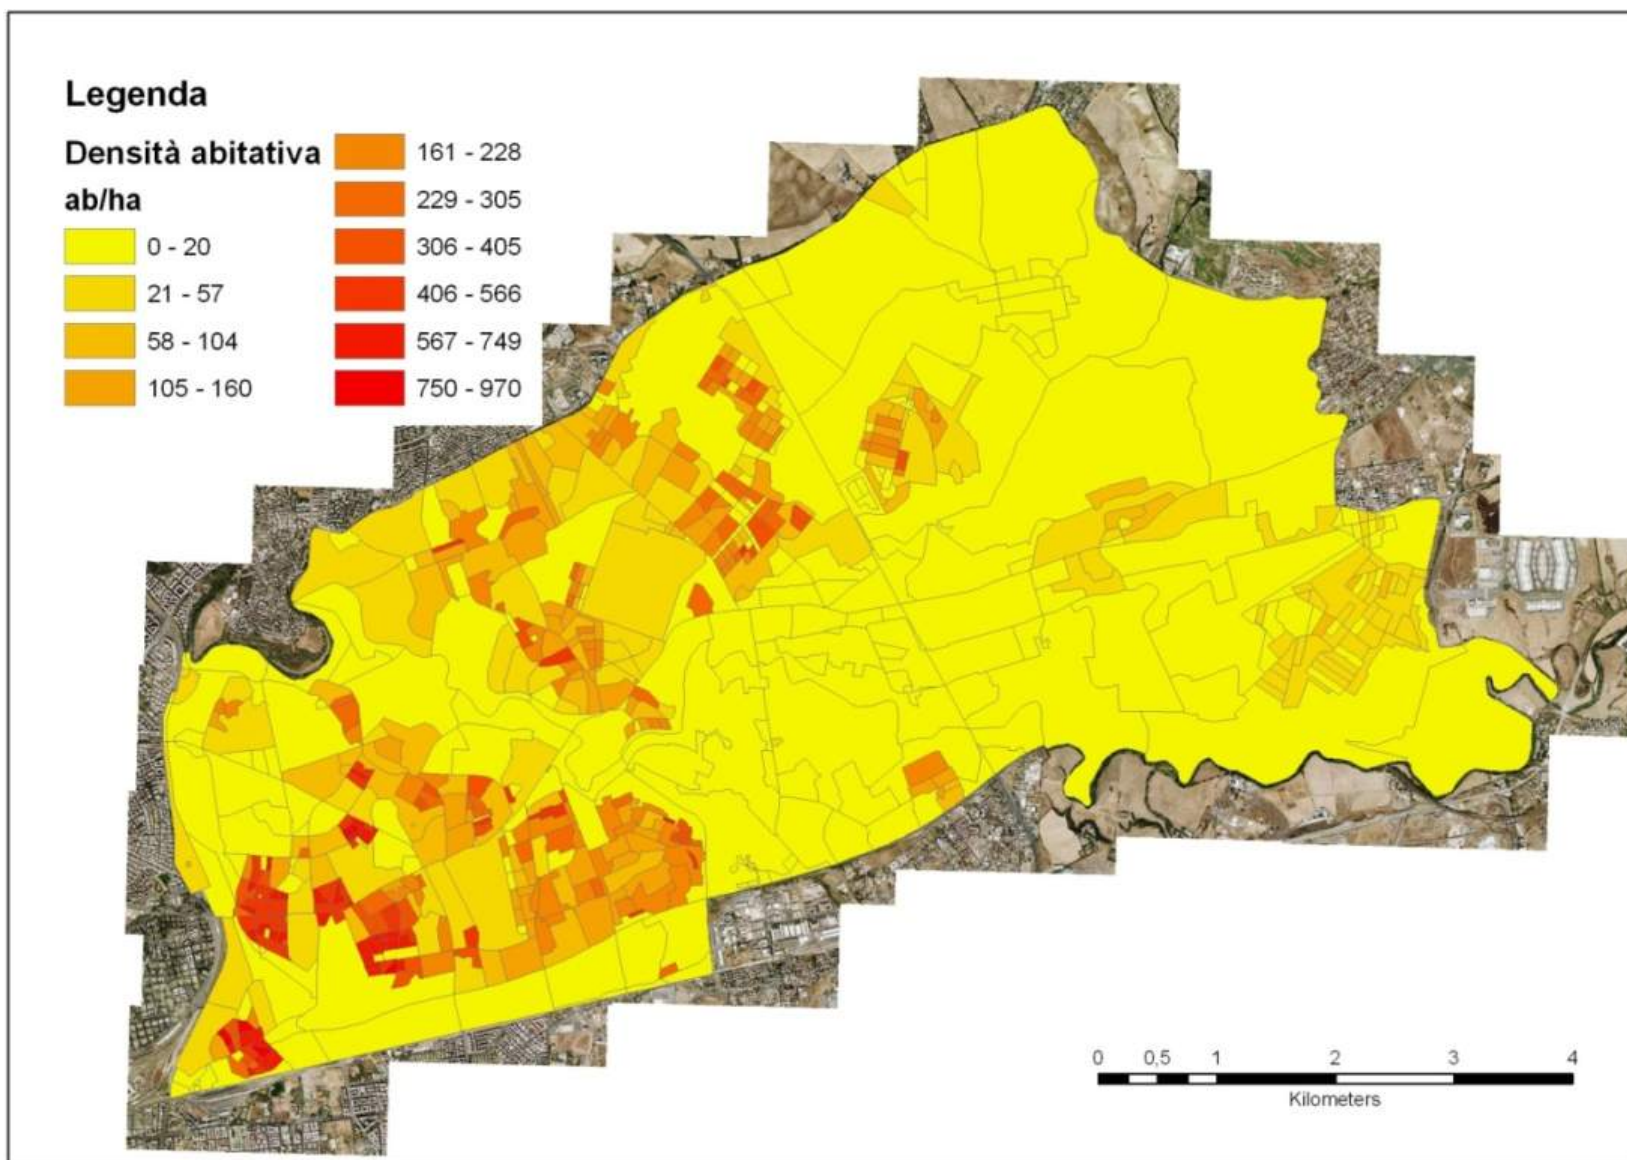 Legenda
Densità abitativa
ab/ha
0 - 20
21 - 57
58 - 104
105 - 160
161 - 228
229 - 305
306 - 405
406 - 566
567 - 749
750 - 970
0 0,5 1 2 3 4
Kilometers